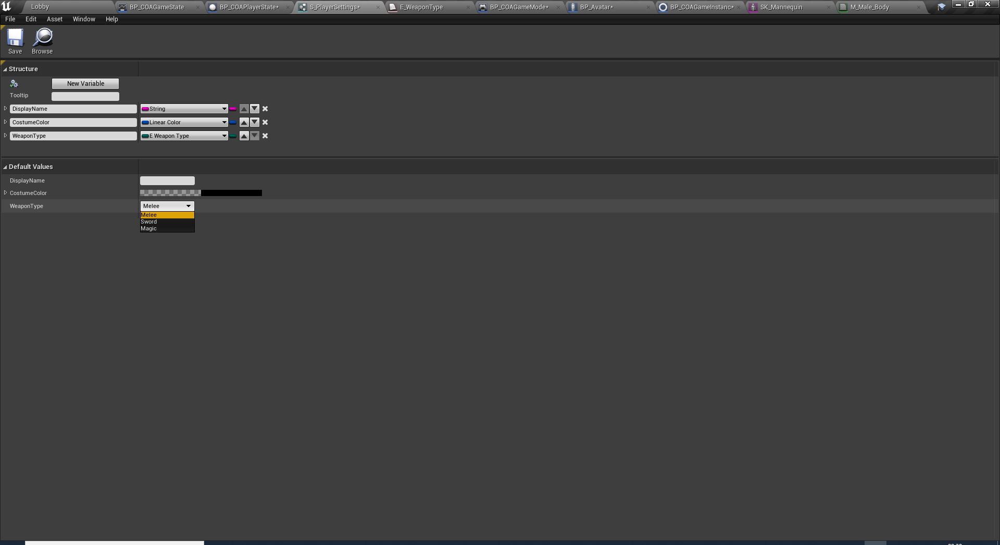 Lobby
BP_COAGameState
BP_COAPlayerState*
S_PlayerSettings*
E_WeaponType
BP_COAGameMode*
BP_Avatar*
BP_COAGameInstanc*
SK_Mannequin
M_Male_Body
File Edit Asset Window Help
Save Browse
Structure
New Variable
Tooltip
DisplayName String
CostumeColor Linear Color
WeaponType E Weapon Type
Default Values
DisplayName
CostumeColor
WeaponType Melee
Melee
Sword
Magic